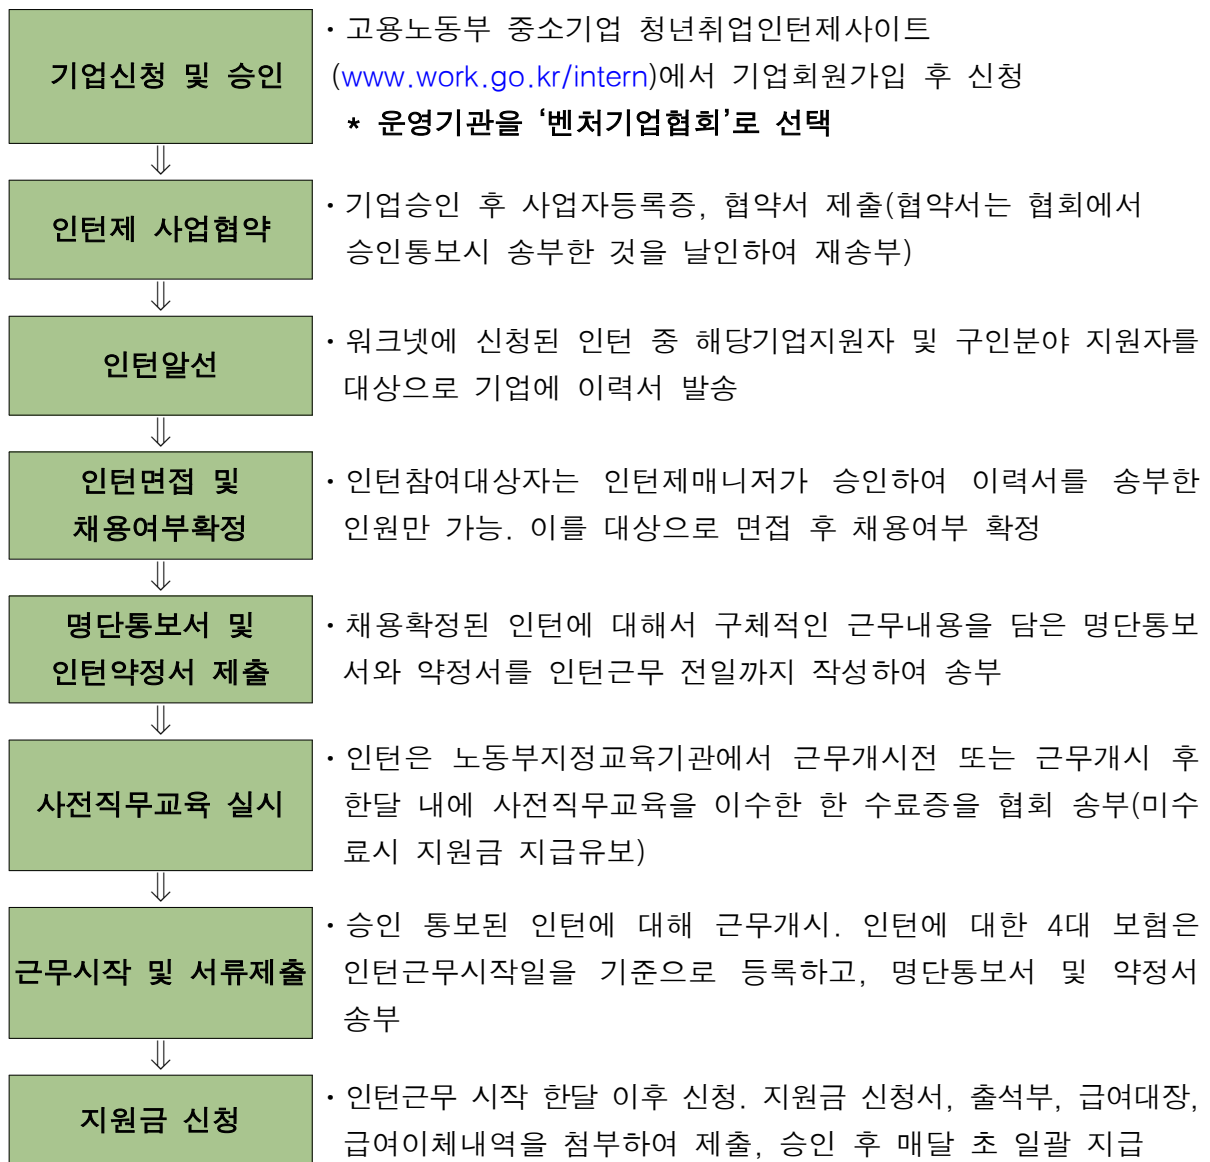 기업신청 및 승인
· 고용노동부 중소기업 청년취업인턴제사이트
(www.work.go.kr/intern)에서 기업회원가입 후 신청
* 운영기관을 ‘벤처기업협회’로 선택
⇓
인턴제 사업협약
· 기업승인 후 사업자등록증, 협약서 제출(협약서는 협회에서
승인통보시 송부한 것을 날인하여 재송부)
⇓
인턴알선
· 워크넷에 신청된 인턴 중 해당기업지원자 및 구인분야 지원자를
대상으로 기업에 이력서 발송
⇓
인턴면접 및
채용여부확정
· 인턴참여대상자는 인턴제매니저가 승인하여 이력서를 송부한
인원만 가능. 이를 대상으로 면접 후 채용여부 확정
⇓
명단통보서 및
인턴약정서 제출
· 채용확정된 인턴에 대해서 구체적인 근무내용을 담은 명단통보
서와 약정서를 인턴근무 전일까지 작성하여 송부
⇓
사전직무교육 실시
· 인턴은 노동부지정교육기관에서 근무개시전 또는 근무개시 후
한달 내에 사전직무교육을 이수한 한 수료증을 협회 송부(미수
료시 지원금 지급유보)
⇓
근무시작 및 서류제출
· 승인 통보된 인턴에 대해 근무개시. 인턴에 대한 4대 보험은
인턴근무시작일을 기준으로 등록하고, 명단통보서 및 약정서
송부
⇓
지원금 신청
· 인턴근무 시작 한달 이후 신청. 지원금 신청서, 출석부, 급여대장,
급여이체내역을 첨부하여 제출, 승인 후 매달 초 일괄 지급